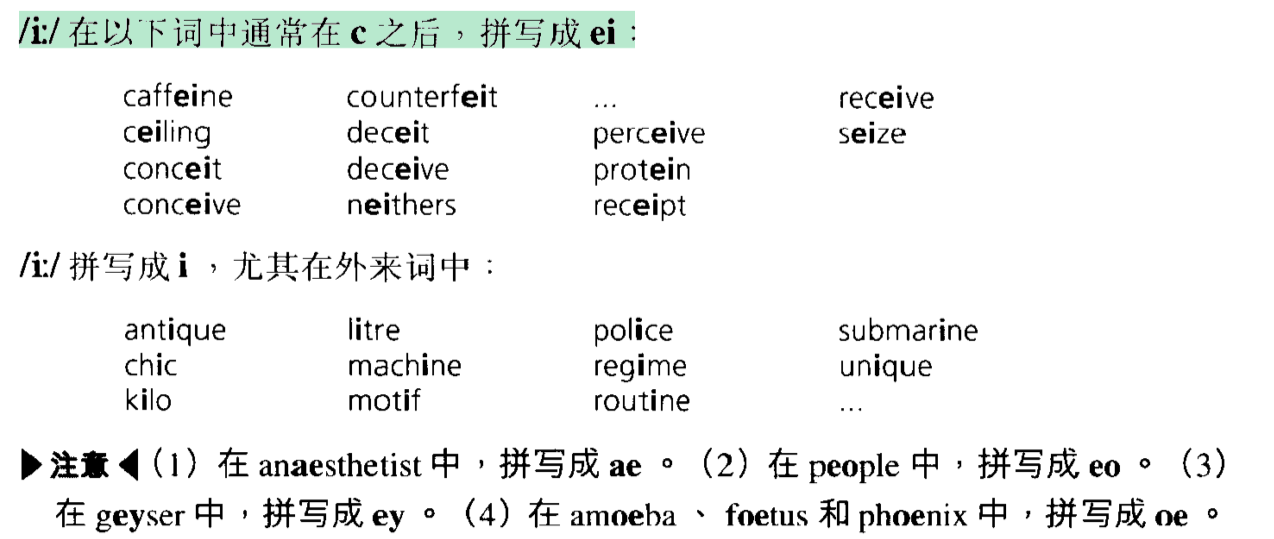 /i:/ 在以下词中通常在 c 之后，拼写成 ei：
caffeine counterfeit ... receive
ceiling deceit perceive seize
conceit deceive protein
conceive neithers receipt
/i:/ 拼写成 i ，尤其在外来词中：
antique litre police submarine
chic machine regime unique
kilo motif routine ...
▶注意◀（1）在 anaesthetist 中，拼写成 ae 。（2）在 people 中，拼写成 eo 。（3）
在 geyser 中，拼写成 ey 。（4）在 amoeba 、 foetus 和 phoenix 中，拼写成 oe 。